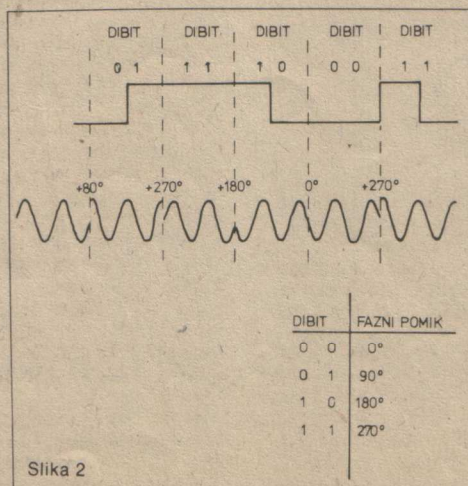 DIBIT DIBIT DIBIT DIBIT DIBIT
0 1 1 1 1 0 0 0 1 1
+80° +270° +180° 0° +270°
DIBIT FAZNI POMIK
0 0 0°
0 1 90°
1 0 180°
1 1 270°
Slika 2